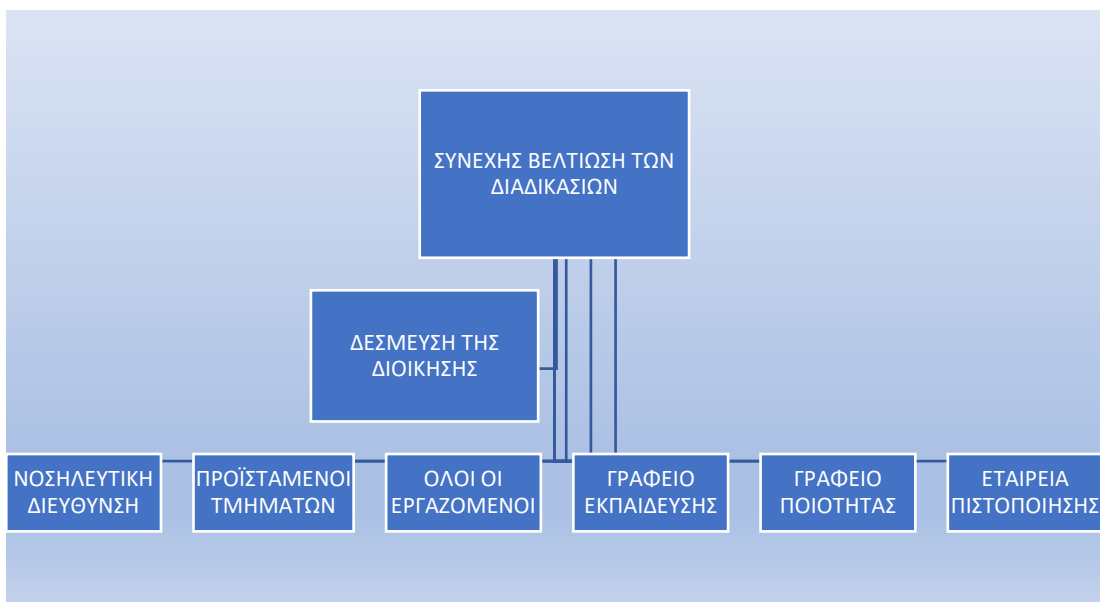 ΣΥΝΕΧΗΣ ΒΕΛΤΙΩΣΗ ΤΩΝ
ΔΙΑΔΙΚΑΣΙΩΝ
ΔΕΣΜΕΥΣΗ ΤΗΣ
ΔΙΟΙΚΗΣΗΣ
ΝΟΣΗΛΕΥΤΙΚΗ
ΔΙΕΥΘΥΝΣΗ
ΠΡΟΪΣΤΑΜΕΝΟΙ
ΤΜΗΜΑΤΩΝ
ΟΛΟΙ ΟΙ
ΕΡΓΑΖΟΜΕΝΟΙ
ΓΡΑΦΕΙΟ
ΕΚΠΑΙΔΕΥΣΗΣ
ΓΡΑΦΕΙΟ
ΠΟΙΟΤΗΤΑΣ
ΕΤΑΙΡΕΙΑ
ΠΙΣΤΟΠΟΙΗΣΗΣ